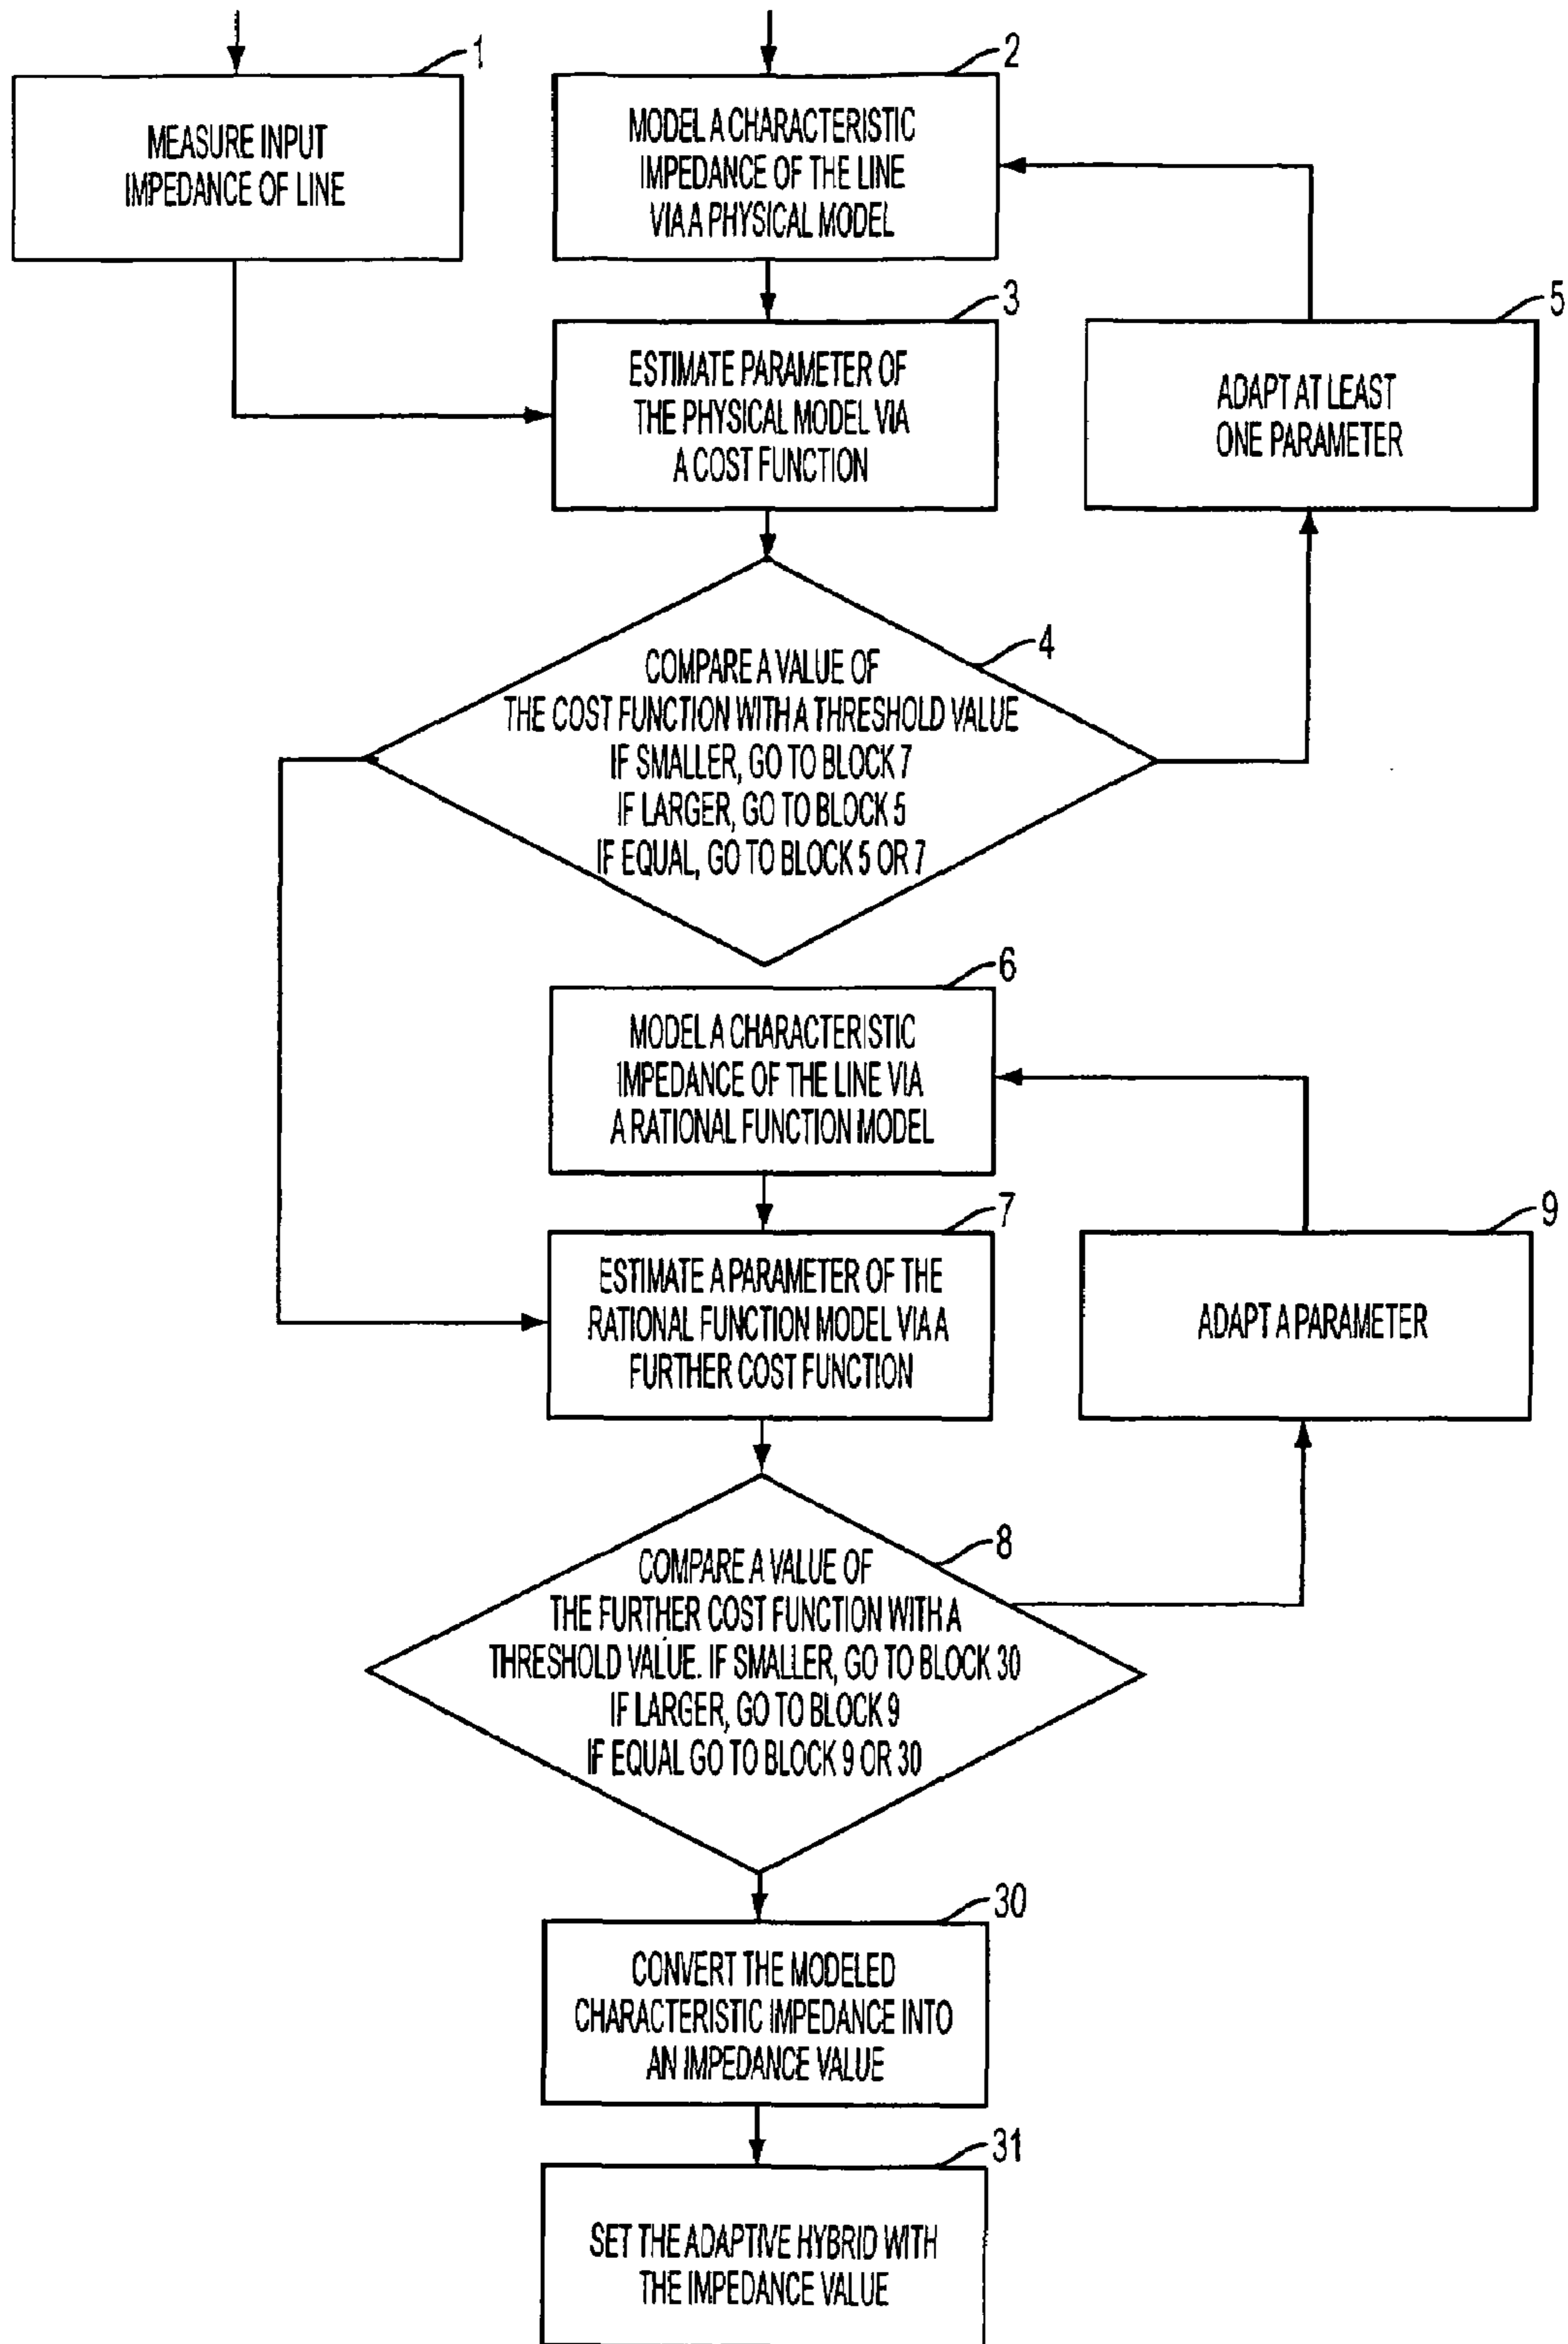 1
MEASURE INPUT
IMPEDANCE OF LINE
2
MODEL A CHARACTERISTIC
IMPEDANCE OF THE LINE
VIA A PHYSICAL MODEL
3
ESTIMATE PARAMETER OF
THE PHYSICAL MODEL VIA
A COST FUNCTION
5
ADAPT AT LEAST
ONE PARAMETER
4
COMPARE A VALUE OF
THE COST FUNCTION WITH A THRESHOLD VALUE
IF SMALLER, GO TO BLOCK 7
IF LARGER, GO TO BLOCK 5
IF EQUAL, GO TO BLOCK 5 OR 7
6
MODEL A CHARACTERISTIC
IMPEDANCE OF THE LINE VIA
A RATIONAL FUNCTION MODEL
7
ESTIMATE A PARAMETER OF THE
RATIONAL FUNCTION MODEL VIA A
FURTHER COST FUNCTION
9
ADAPT A PARAMETER
8
COMPARE A VALUE OF
THE FURTHER COST FUNCTION WITH A
THRESHOLD VALUE. IF SMALLER, GO TO BLOCK 30
IF LARGER, GO TO BLOCK 9
IF EQUAL GO TO BLOCK 9 OR 30
30
CONVERT THE MODELED
CHARACTERISTIC IMPEDANCE INTO
AN IMPEDANCE VALUE
31
SET THE ADAPTIVE HYBRID WITH
THE IMPEDANCE VALUE